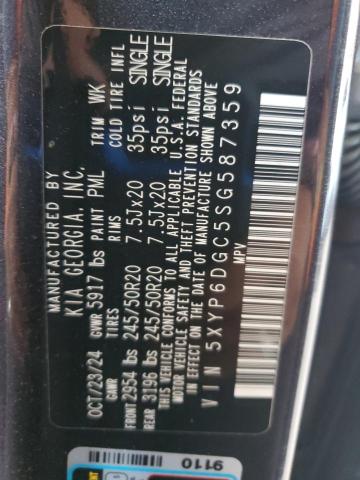 MANUFACTURED BY
KIA GEORGIA, INC.
OCT/23/24 GVWR 5917 lbs PAINT PML TRIM WK
GAWR TIRES RIMS COLD TIRE INFL
FRONT 2954 lbs 245/50R20 7.5Jx20 35psi SINGLE
REAR 3196 lbs 245/50R20 7.5Jx20 35psi SINGLE
THIS VEHICLE CONFORMS TO ALL APPLICABLE U.S.A. FEDERAL
MOTOR VEHICLE SAFETY AND THEFT PREVENTION STANDARDS
IN EFFECT ON THE DATE OF MANUFACTURE SHOWN ABOVE
VIN 5XYP6DGC5SG587359
MPV
9110